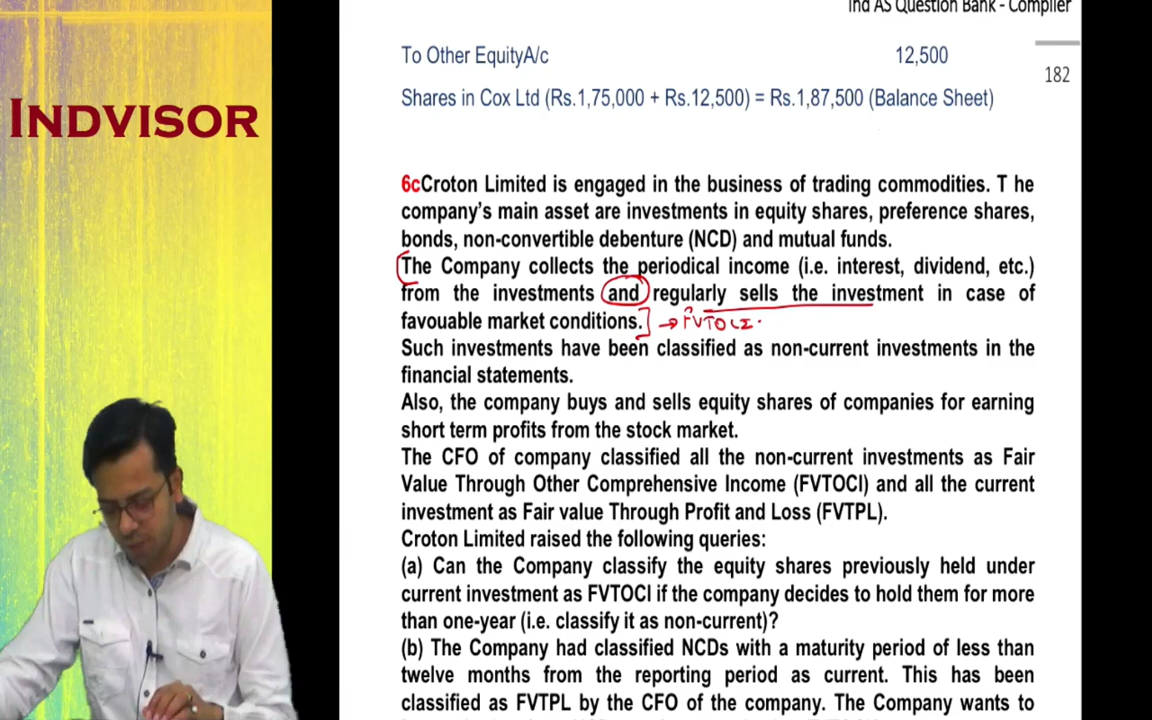 Ind AS Question Bank - Compiler
INDVISOR
To Other EquityA/c 12,500
182
Shares in Cox Ltd (Rs.1,75,000 + Rs.12,500) = Rs.1,87,500 (Balance Sheet)
6cCroton Limited is engaged in the business of trading commodities. T he
company's main asset are investments in equity shares, preference shares,
bonds, non-convertible debenture (NCD) and mutual funds.
The Company collects the periodical income (i.e. interest, dividend, etc.)
from the investments and regularly sells the investment in case of
favouable market conditions. → FVTOCI.
Such investments have been classified as non-current investments in the
financial statements.
Also, the company buys and sells equity shares of companies for earning
short term profits from the stock market.
The CFO of company classified all the non-current investments as Fair
Value Through Other Comprehensive Income (FVTOCI) and all the current
investment as Fair value Through Profit and Loss (FVTPL).
Croton Limited raised the following queries:
(a) Can the Company classify the equity shares previously held under
current investment as FVTOCI if the company decides to hold them for more
than one-year (i.e. classify it as non-current)?
(b) The Company had classified NCDs with a maturity period of less than
twelve months from the reporting period as current. This has been
classified as FVTPL by the CFO of the company. The Company wants to